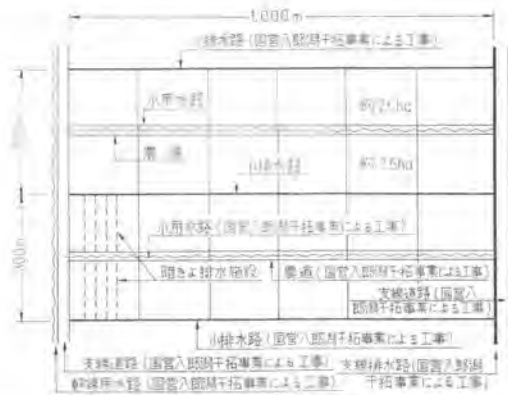 1,000m
小排水路(国営八郎潟干拓事業による工事)
小用水路
約2.5ha
農道
小排水路
約2.5ha
小用水路(国営八郎潟干拓事業による工事)
300m
暗きょ排水施設
農道(国営八郎潟干拓事業による工事)
支線道路(国営八
郎潟干拓事業による工事)
小排水路(国営八郎潟干拓事業による工事)
支線道路(国営八郎潟干拓事業による工事)
支線排水路(国営八郎潟
干拓事業による工事)
幹線用水路(国営八郎潟干拓事業による工事)